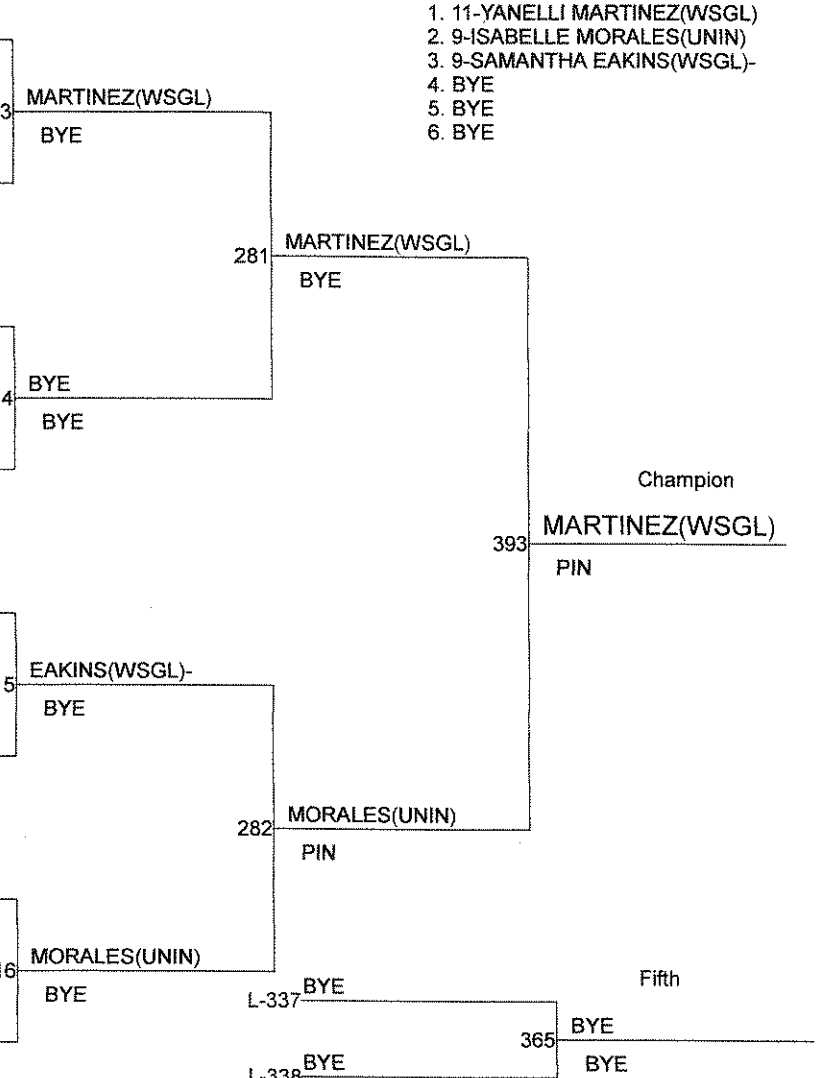 1. 11-YANELLI MARTINEZ(WSGL)
2. 9-ISABELLE MORALES(UNIN)
3. 9-SAMANTHA EAKINS(WSGL)-
4. BYE
5. BYE
6. BYE
3 MARTINEZ(WSGL)
BYE
281 MARTINEZ(WSGL)
BYE
4 BYE
BYE
Champion
393 MARTINEZ(WSGL)
PIN
5 EAKINS(WSGL)-
BYE
282 MORALES(UNIN)
PIN
6 MORALES(UNIN)
BYE
Fifth
L-337 BYE
365 BYE
BYE
L-338 BYE